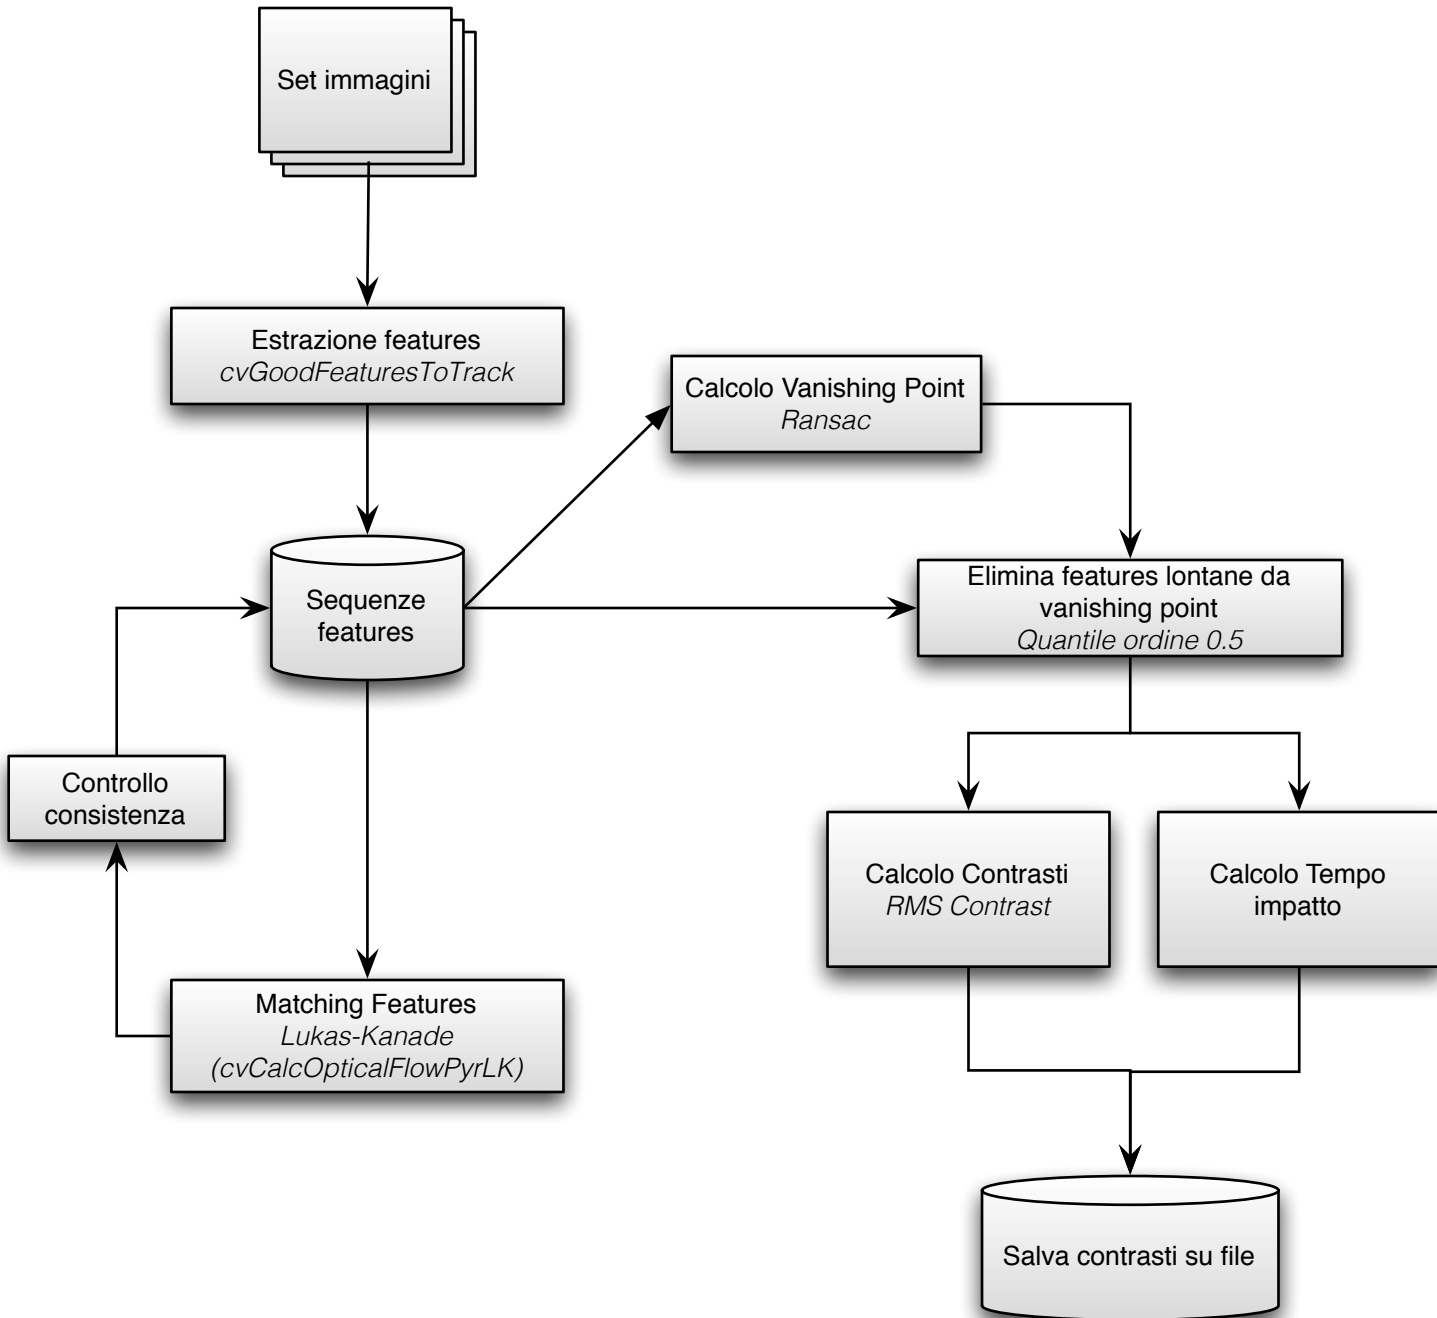 Set immagini
Estrazione features
cvGoodFeaturesToTrack
Calcolo Vanishing Point
Ransac
Sequenze
features
Elimina features lontane da
vanishing point
Quantile ordine 0.5
Controllo
consistenza
Calcolo Contrasti
RMS Contrast
Calcolo Tempo
impatto
Matching Features
Lukas-Kanade
(cvCalcOpticalFlowPyrLK)
Salva contrasti su file